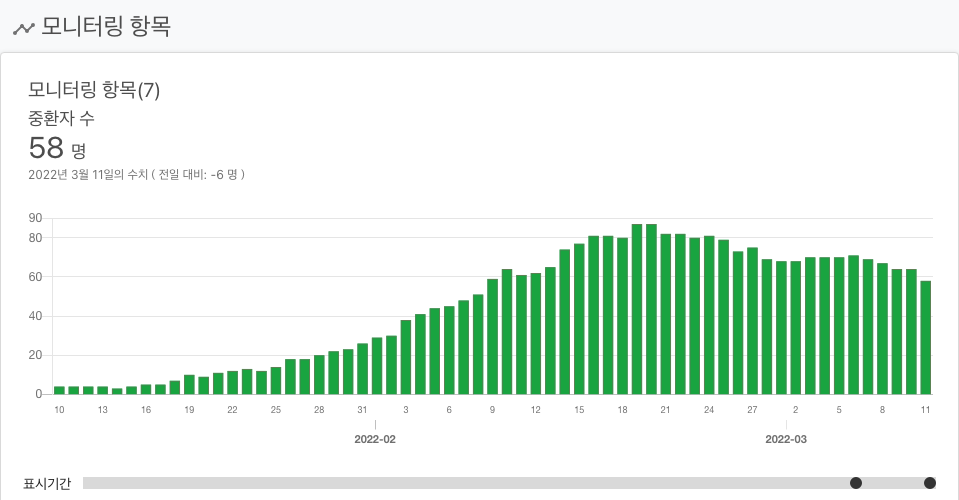 모니터링 항목
모니터링 항목(7)
중환자 수
58 명
2022년 3월 11일의 수치 ( 전일 대비: -6 명 )
90
80
60
40
20
0
10 13 16 19 22 25 28 31 3 6 9 12 15 18 21 24 27 2 5 8 11
2022-02 2022-03
표시기간